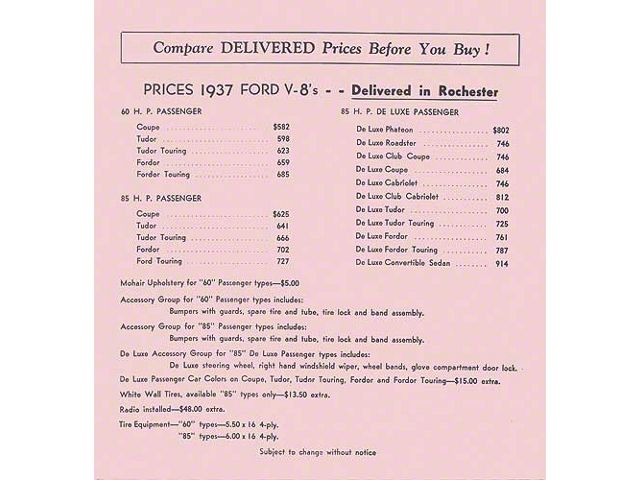 Compare DELIVERED Prices Before You Buy !
PRICES 1937 FORD V-8's - - Delivered in Rochester
60 H. P. PASSENGER
Coupe $582
Tudor 598
Tudor Touring 623
Fordor 659
Fordor Touring 685
85 H. P. PASSENGER
Coupe $625
Tudor 641
Tudor Touring 666
Fordor 702
Ford Touring 727
85 H. P. DE LUXE PASSENGER
De Luxe Phateon $802
De Luxe Roadster 746
De Luxe Club Coupe 746
De Luxe Coupe 684
De Luxe Cabriolet 746
De Luxe Club Cabriolet 812
De Luxe Tudor 700
De Luxe Tudor Touring 725
De Luxe Fordor 761
De Luxe Fordor Touring 787
De Luxe Convertible Sedan 914
Mohair Upholstery for "60" Passenger types—$5.00
Accessory Group for "60" Passenger types includes:
Bumpers with guards, spare tire and tube, tire lock and band assembly.
Accessory Group for "85" Passenger types includes:
Bumpers with guards, spare tire and tube, tire lock and band assembly.
De Luxe Accessory Group for "85" De Luxe Passenger types includes:
De Luxe steering wheel, right hand windshield wiper, wheel bands, glove compartment door lock.
De Luxe Passenger Car Colors on Coupe, Tudor, Tudor Touring, Fordor and Fordor Touring—$15.00 extra.
White Wall Tires, available "85" types only—$13.50 extra.
Radio installed—$48.00 extra.
Tire Equipment—"60" types—5.50 x 16 4-ply.
"85" types—6.00 x 16 4-ply.
Subject to change without notice